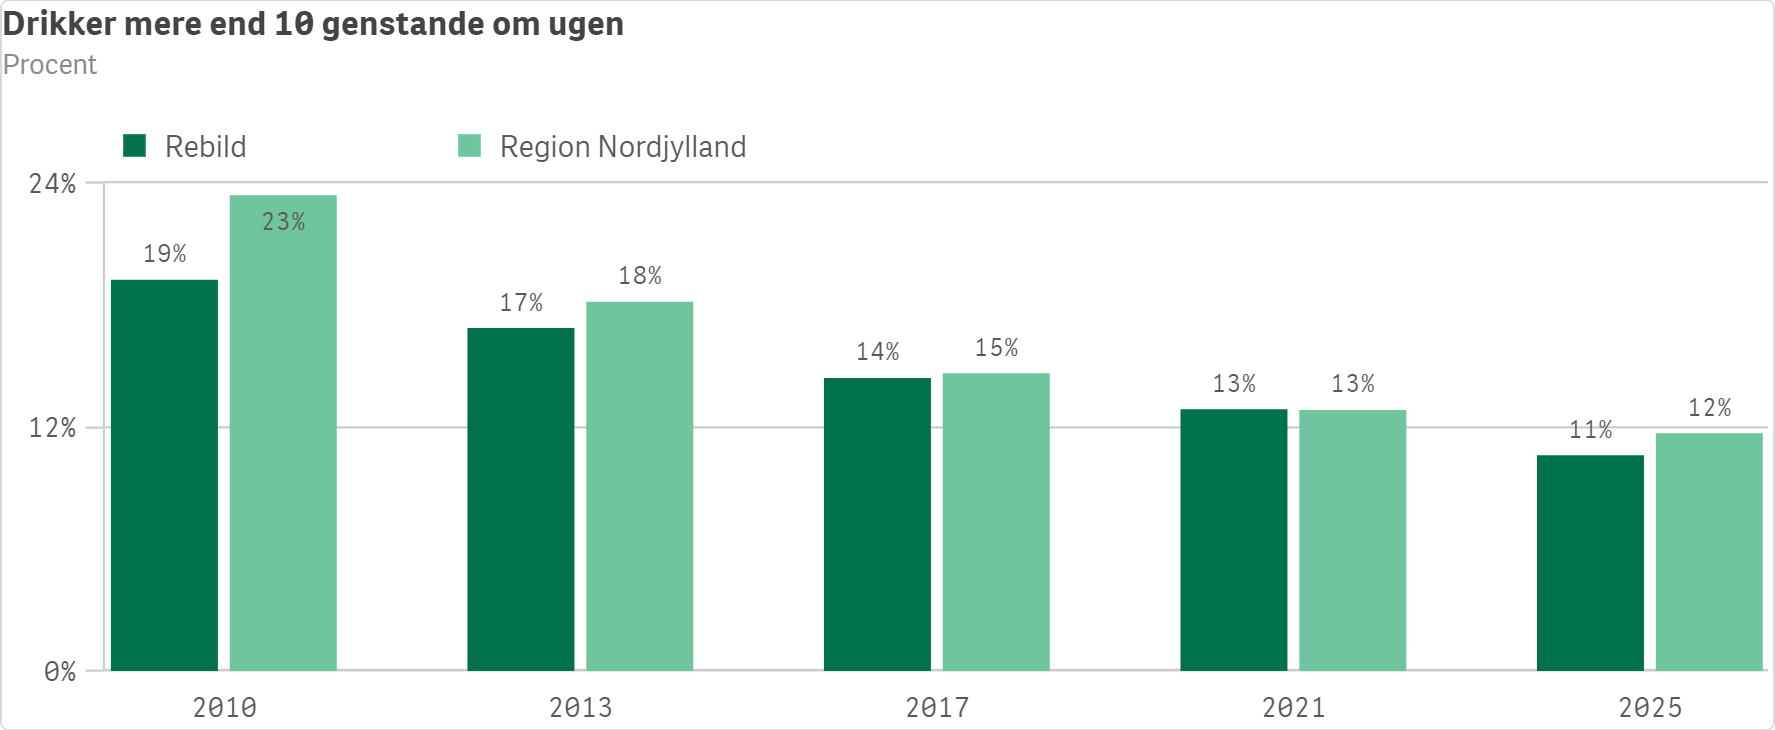 Drikker mere end 10 genstande om ugen
Procent
Rebild Region Nordjylland
24%
12%
0%
19% 23% 17% 18% 14% 15% 13% 13% 11% 12%
2010 2013 2017 2021 2025